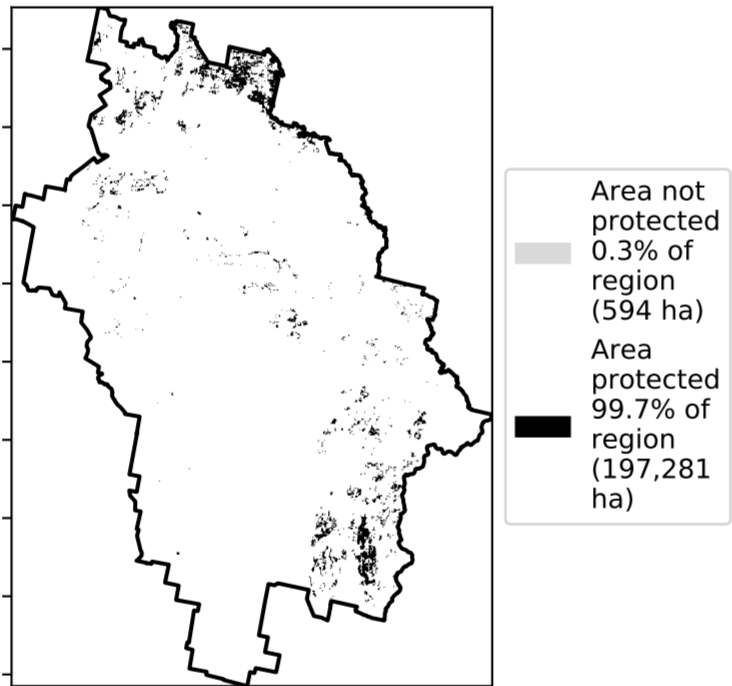 Area not
protected
0.3% of
region
(594 ha)
Area
protected
99.7% of
region
(197,281
ha)